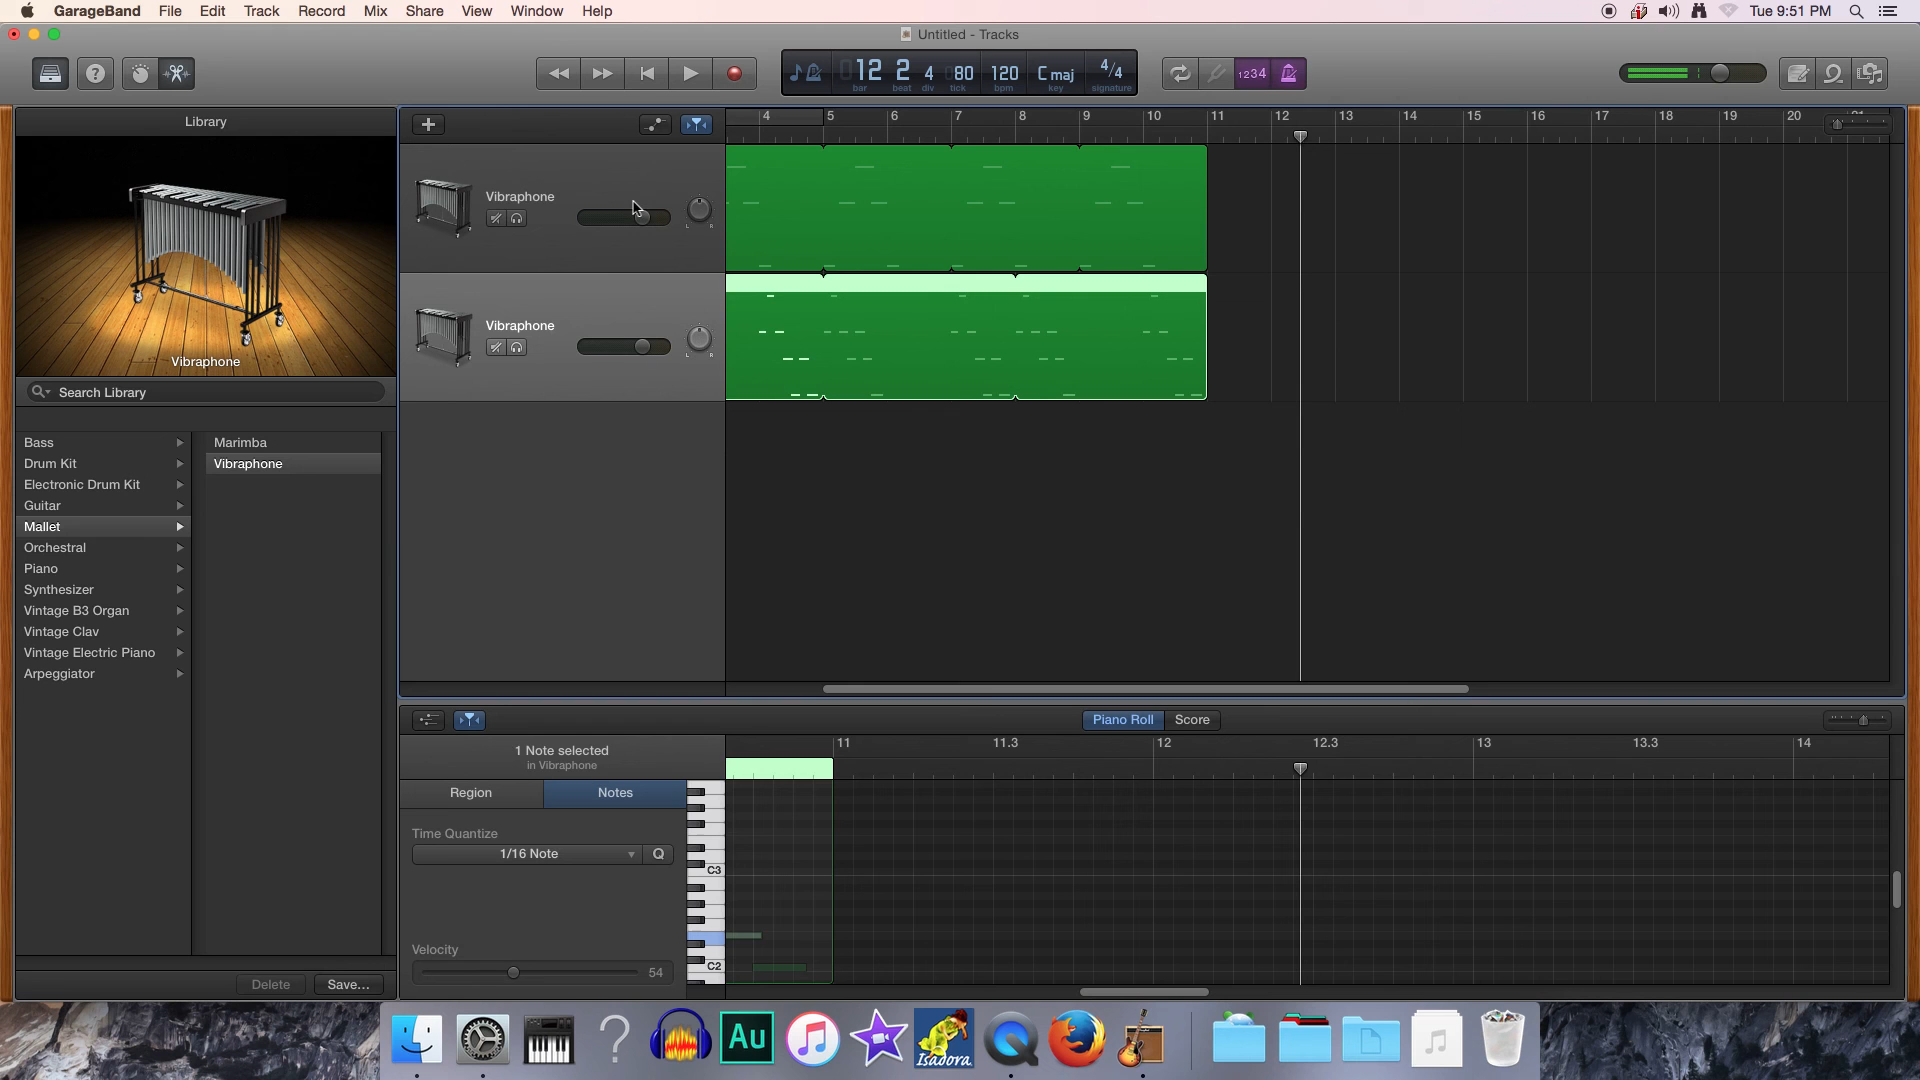 GarageBand File Edit Track Record Mix Share View Window Help Tue 9:51 PM
Untitled - Tracks
12 2 4 80 120 C maj 4/4
bar beat div tick bpm key signature
1234
Library
4 5 6 7 8 9 10 11 12 13 14 15 16 17 18 19 20 21
Vibraphone
L R
Vibraphone
L R
Vibraphone
Search Library
Bass
Drum Kit
Electronic Drum Kit
Guitar
Mallet
Orchestral
Piano
Synthesizer
Vintage B3 Organ
Vintage Clav
Vintage Electric Piano
Arpeggiator
Marimba
Vibraphone
Delete Save...
Piano Roll Score
1 Note selected
in Vibraphone
11 11.3 12 12.3 13 13.3 14
Region Notes
Time Quantize
1/16 Note Q
Velocity
54
C3
C2
? Au Isadora